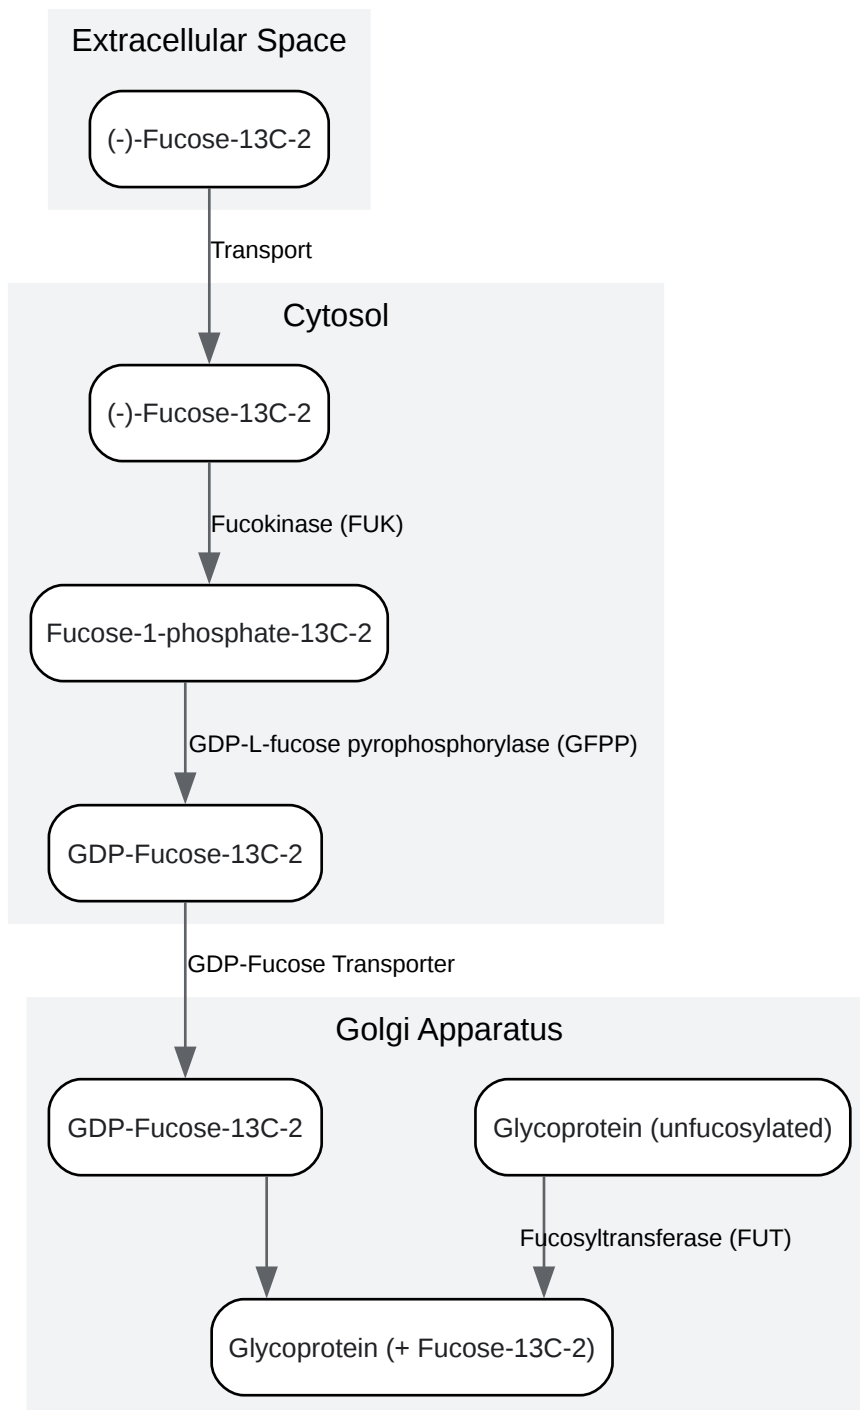 Extracellular Space
(-)-Fucose-13C-2
Transport
Cytosol
(-)-Fucose-13C-2
Fucokinase (FUK)
Fucose-1-phosphate-13C-2
GDP-L-fucose pyrophosphorylase (GFPP)
GDP-Fucose-13C-2
GDP-Fucose Transporter
Golgi Apparatus
GDP-Fucose-13C-2
Glycoprotein (unfucosylated)
Fucosyltransferase (FUT)
Glycoprotein (+ Fucose-13C-2)